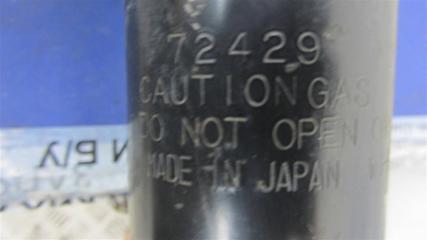 72429
CAUTION GAS
DO NOT OPEN
MADE IN JAPAN
Б/У